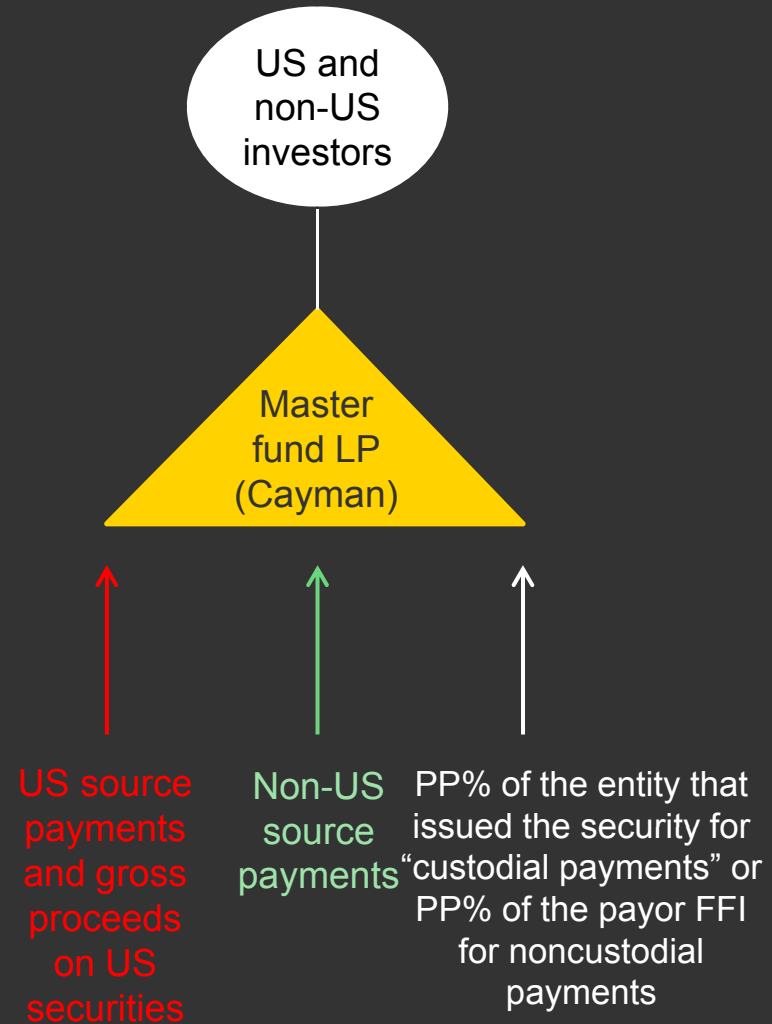 US and
non-US
investors
Master
fund LP
(Cayman)
US source
payments
and gross
proceeds
on US
securities
Non-US
source
payments
PP% of the entity that
issued the security for
“custodial payments” or
PP% of the payor FFI
for noncustodial
payments